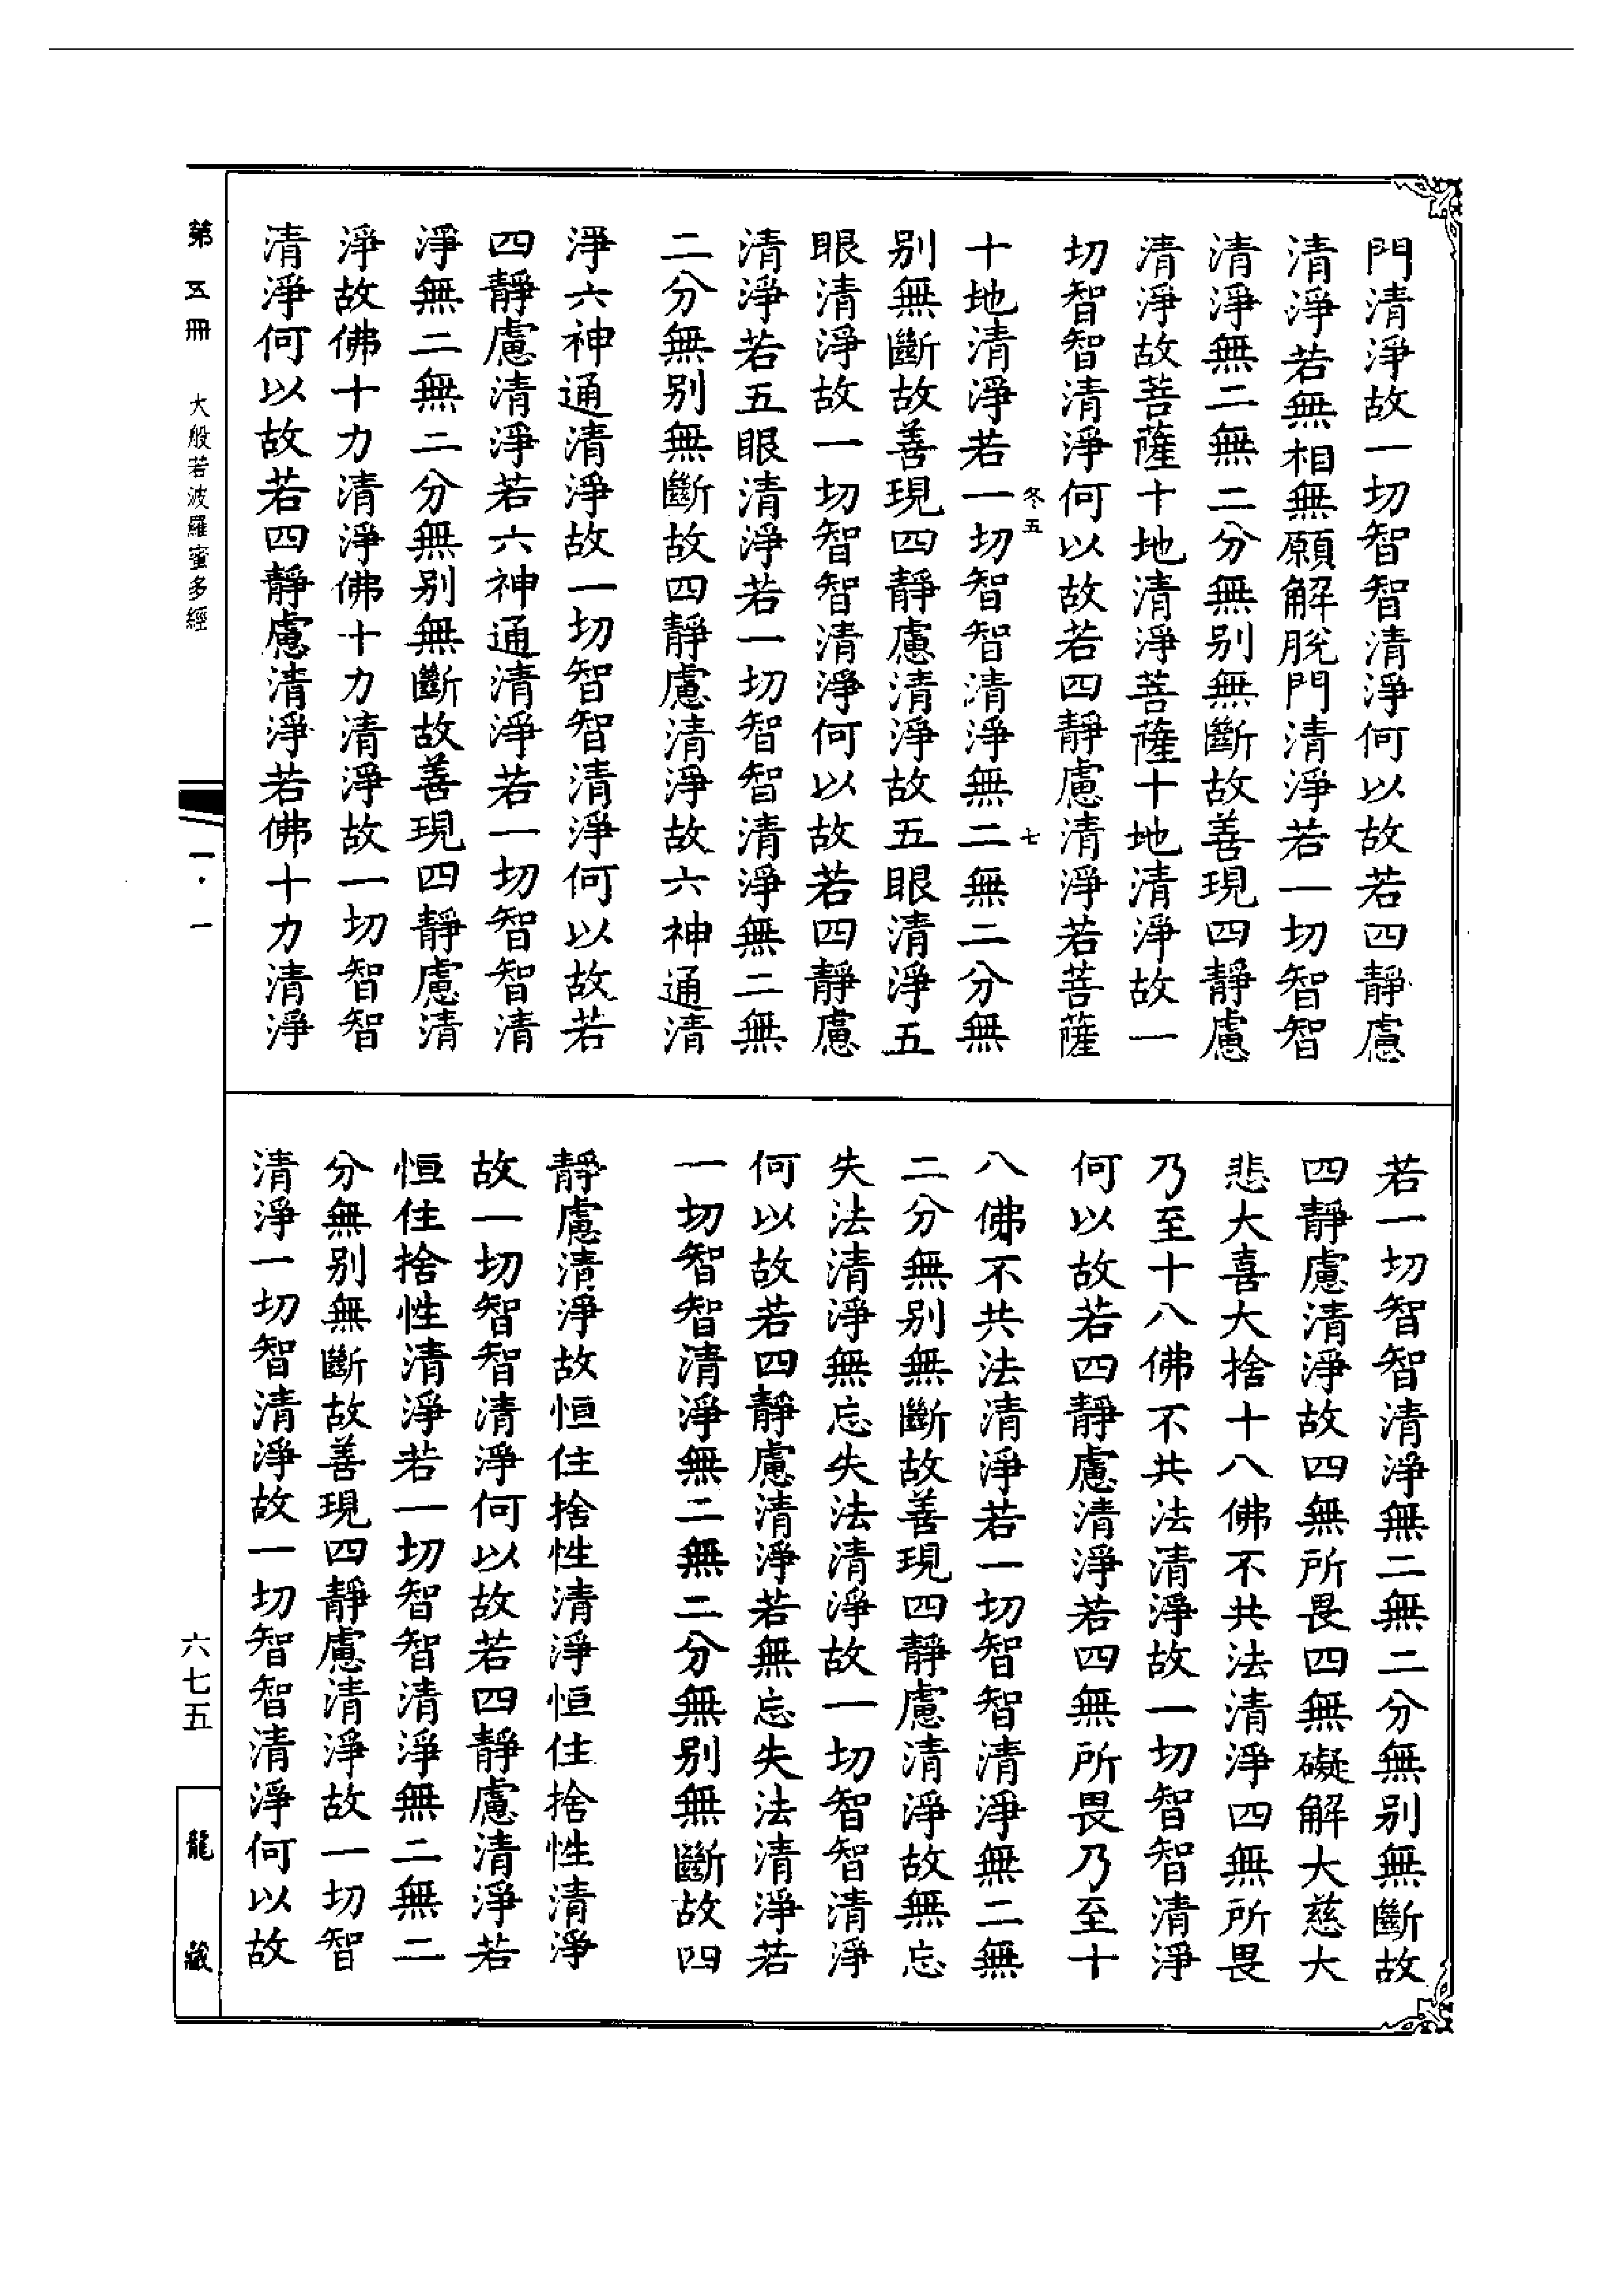 門清淨故一切智智清淨何以故若四靜慮
清淨若無相無願解脫門清淨若一切智智
清淨無二無二分無別無斷故善現四靜慮
清淨故菩薩十地清淨菩薩十地清淨故一
切智智清淨何以故若四靜慮清淨若菩薩
冬五 七
十地清淨若一切智智清淨無二無二分無
別無斷故善現四靜慮清淨故五眼清淨五
眼清淨故一切智智清淨何以故若四靜慮
清淨若五眼清淨若一切智智清淨無二無
二分無別無斷故四靜慮清淨故六神通清
淨六神通清淨故一切智智清淨何以故若
四靜慮清淨若六神通清淨若一切智智清
淨無二無二分無別無斷故善現四靜慮清
淨故佛十力清淨佛十力清淨故一切智智
清淨何以故若四靜慮清淨若佛十力清淨
若一切智智清淨無二無二分無別無斷故
四靜慮清淨故四無所畏四無礙解大慈大
悲大喜大捨十八佛不共法清淨四無所畏
乃至十八佛不共法清淨故一切智智清淨
何以故若四靜慮清淨若四無所畏乃至十
八佛不共法清淨若一切智智清淨無二無
二分無別無斷故善現四靜慮清淨故無忘
失法清淨無忘失法清淨故一切智智清淨
何以故若四靜慮清淨若無忘失法清淨若
一切智智清淨無二無二分無別無斷故四
靜慮清淨故恒住捨性清淨恒住捨性清淨
故一切智智清淨何以故若四靜慮清淨若
恒住捨性清淨若一切智智清淨無二無二
分無別無斷故善現四靜慮清淨故一切智
清淨一切智清淨故一切智智清淨何以故
第五冊 大般若波羅蜜多經
一·一
六七五
龍藏